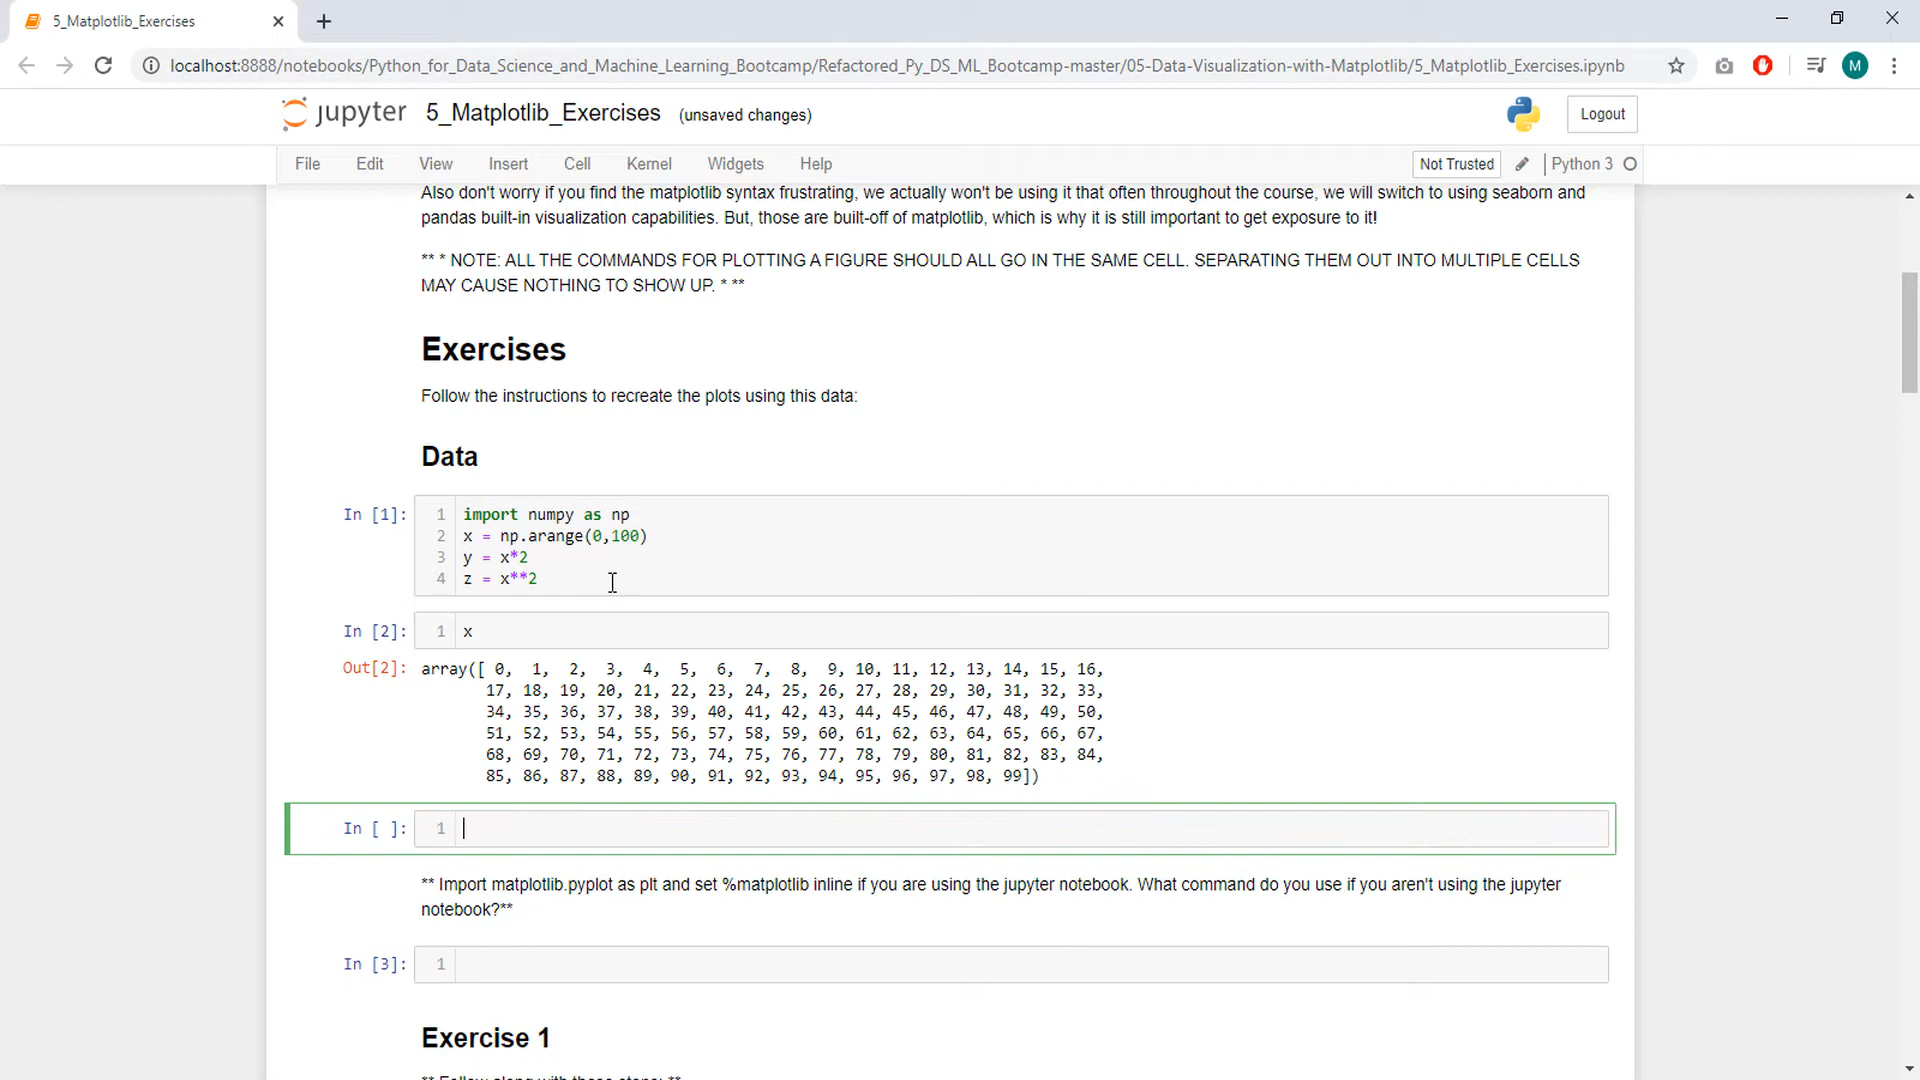 5_Matplotlib_Exercises
localhost:8888/notebooks/Python_for_Data_Science_and_Machine_Learning_Bootcamp/Refactored_Py_DS_ML_Bootcamp-master/05-Data-Visualization-with-Matplotlib/5_Matplotlib_Exercises.ipynb
M
jupyter 5_Matplotlib_Exercises (unsaved changes)
Logout
File Edit View Insert Cell Kernel Widgets Help
Not Trusted Python 3
Also don't worry if you find the matplotlib syntax frustrating, we actually won't be using it that often throughout the course, we will switch to using seaborn and
pandas built-in visualization capabilities. But, those are built-off of matplotlib, which is why it is still important to get exposure to it!
** * NOTE: ALL THE COMMANDS FOR PLOTTING A FIGURE SHOULD ALL GO IN THE SAME CELL. SEPARATING THEM OUT INTO MULTIPLE CELLS
MAY CAUSE NOTHING TO SHOW UP. * **
Exercises
Follow the instructions to recreate the plots using this data:
Data
In [1]: 1 import numpy as np
2 x = np.arange(0,100)
3 y = x*2
4 z = x**2
In [2]: 1 x
Out[2]: array([ 0, 1, 2, 3, 4, 5, 6, 7, 8, 9, 10, 11, 12, 13, 14, 15, 16,
17, 18, 19, 20, 21, 22, 23, 24, 25, 26, 27, 28, 29, 30, 31, 32, 33,
34, 35, 36, 37, 38, 39, 40, 41, 42, 43, 44, 45, 46, 47, 48, 49, 50,
51, 52, 53, 54, 55, 56, 57, 58, 59, 60, 61, 62, 63, 64, 65, 66, 67,
68, 69, 70, 71, 72, 73, 74, 75, 76, 77, 78, 79, 80, 81, 82, 83, 84,
85, 86, 87, 88, 89, 90, 91, 92, 93, 94, 95, 96, 97, 98, 99])
In [ ]: 1
** Import matplotlib.pyplot as plt and set %matplotlib inline if you are using the jupyter notebook. What command do you use if you aren't using the jupyter
notebook?**
In [3]: 1
Exercise 1
** Follow along with these steps: **